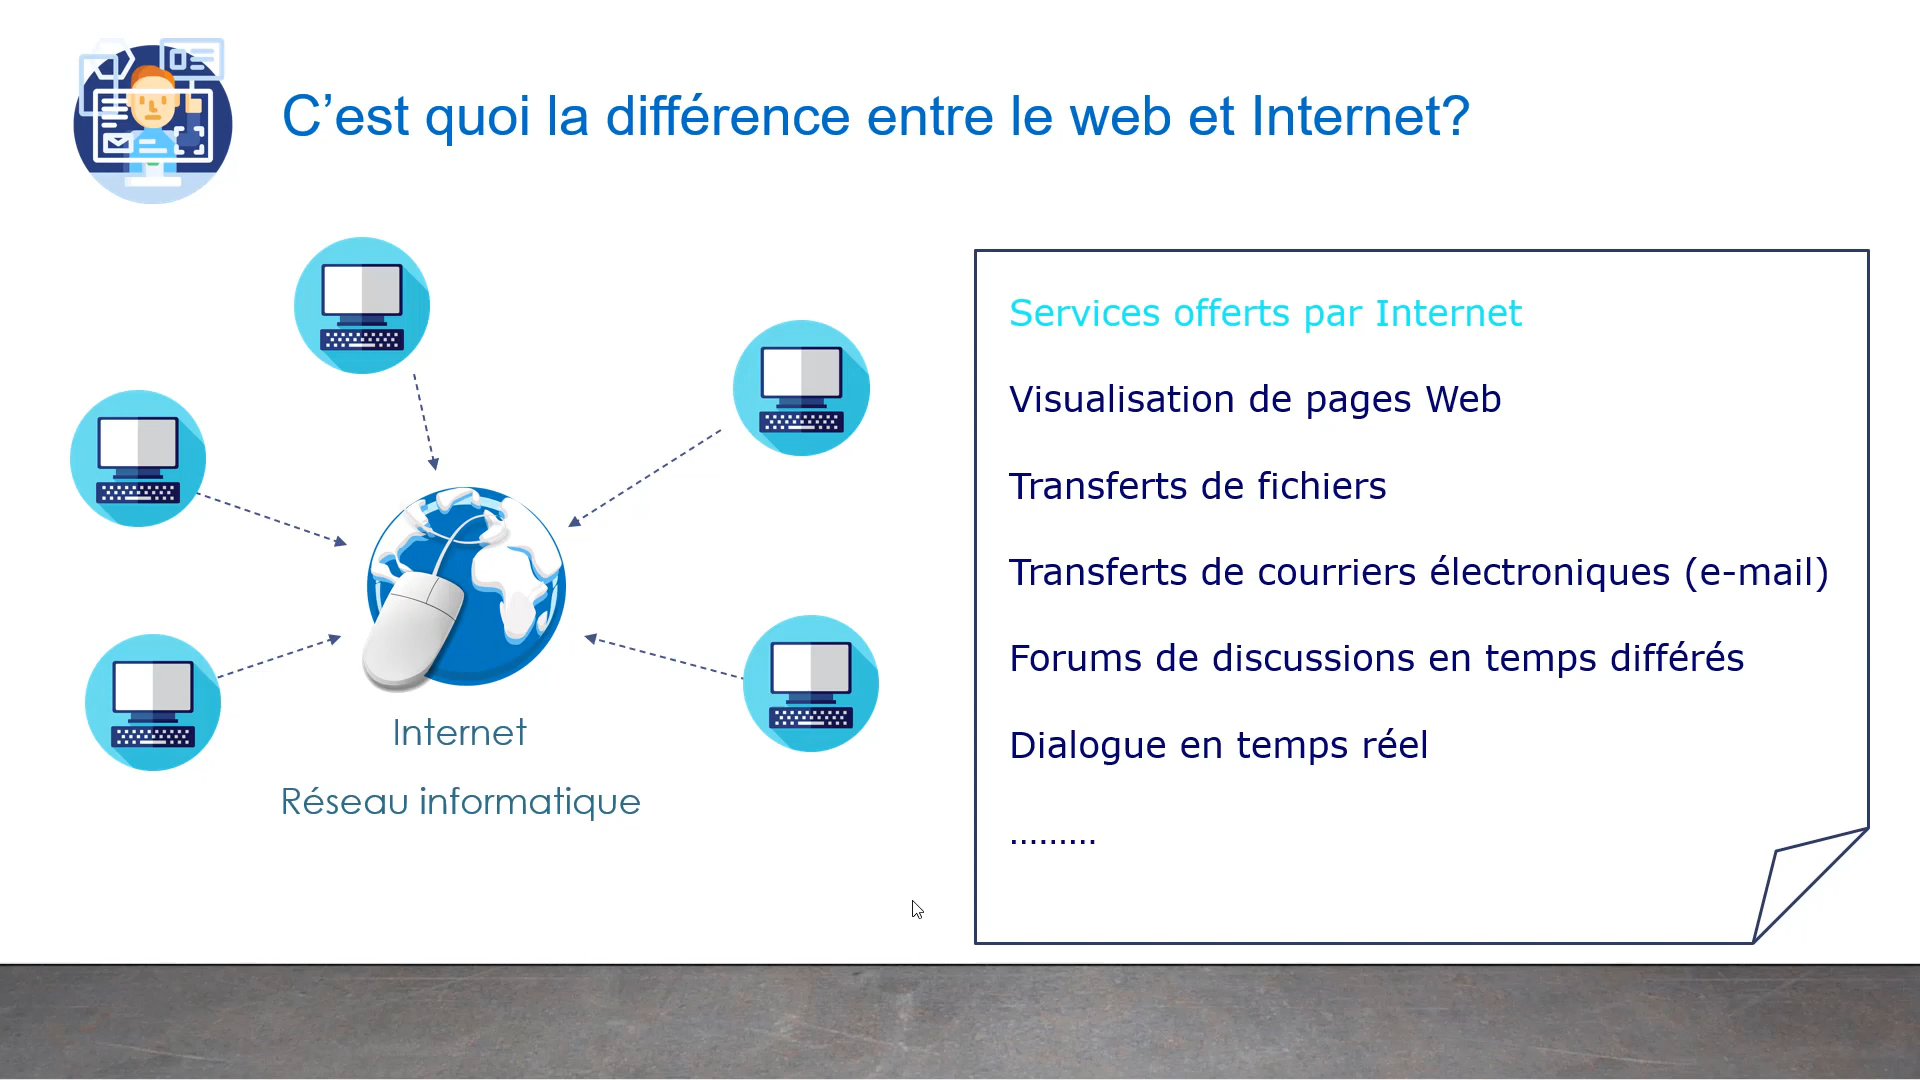 C’est quoi la différence entre le web et Internet?
Internet
Réseau informatique
Services offerts par Internet
Visualisation de pages Web
Transferts de fichiers
Transferts de courriers électroniques (e-mail)
Forums de discussions en temps différés
Dialogue en temps réel
.........